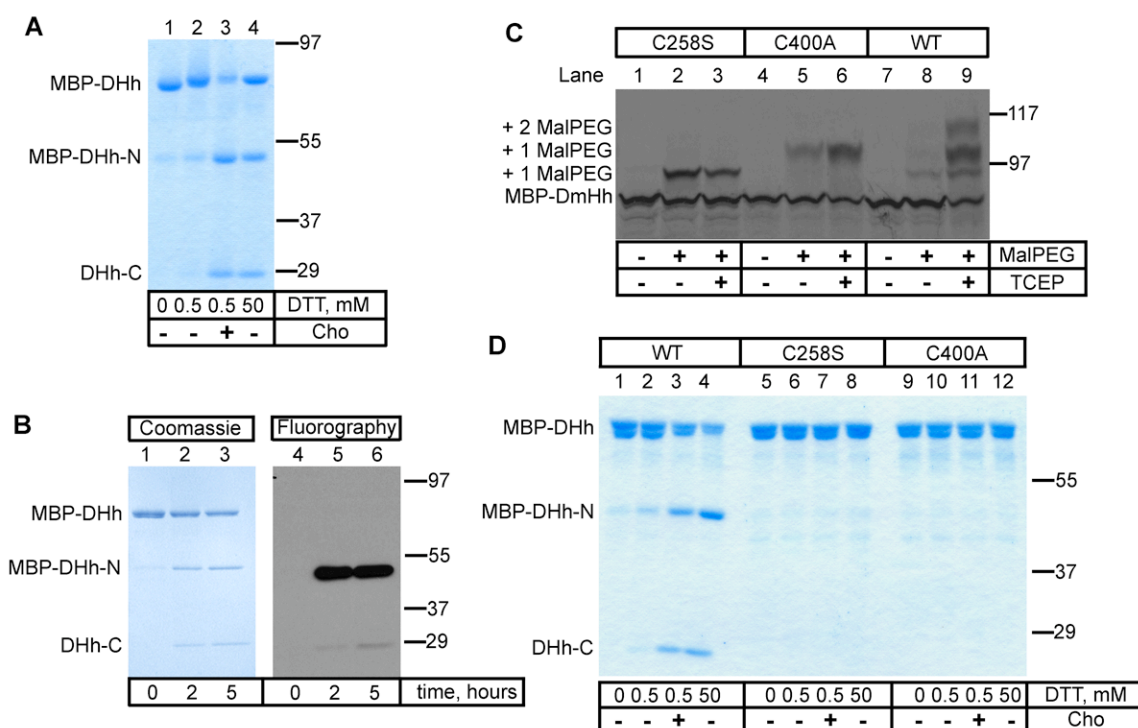 A
1 2 3 4
97
MBP-DHh
55
MBP-DHh-N
37
DHh-C
29
0 0.5 0.5 50 DTT, mM
- - + - Cho
B
Coomassie Fluorography
1 2 3 4 5 6
97
MBP-DHh
MBP-DHh-N
55
37
DHh-C
29
0 2 5 0 2 5 time, hours
C
C258S C400A WT
Lane 1 2 3 4 5 6 7 8 9
117
+ 2 MalPEG
+ 1 MalPEG
97
+ 1 MalPEG
MBP-DmHh
- + + - + + - + + MalPEG
+ + + TCEP
D
WT C258S C400A
1 2 3 4 5 6 7 8 9 10 11 12
MBP-DHh
55
MBP-DHh-N
37
29
DHh-C
0 0.5 0.5 50 0 0.5 0.5 50 0 0.5 0.5 50 DTT, mM
- - + - - - + - - - + - Cho